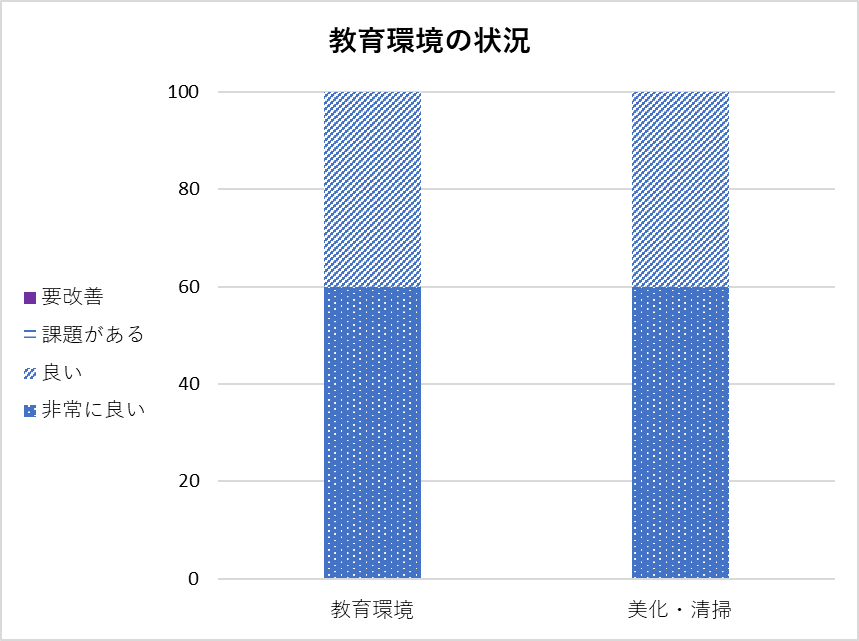 教育環境の状況
100
80
60
40
20
0
要改善
課題がある
良い
非常に良い
教育環境
美化・清掃